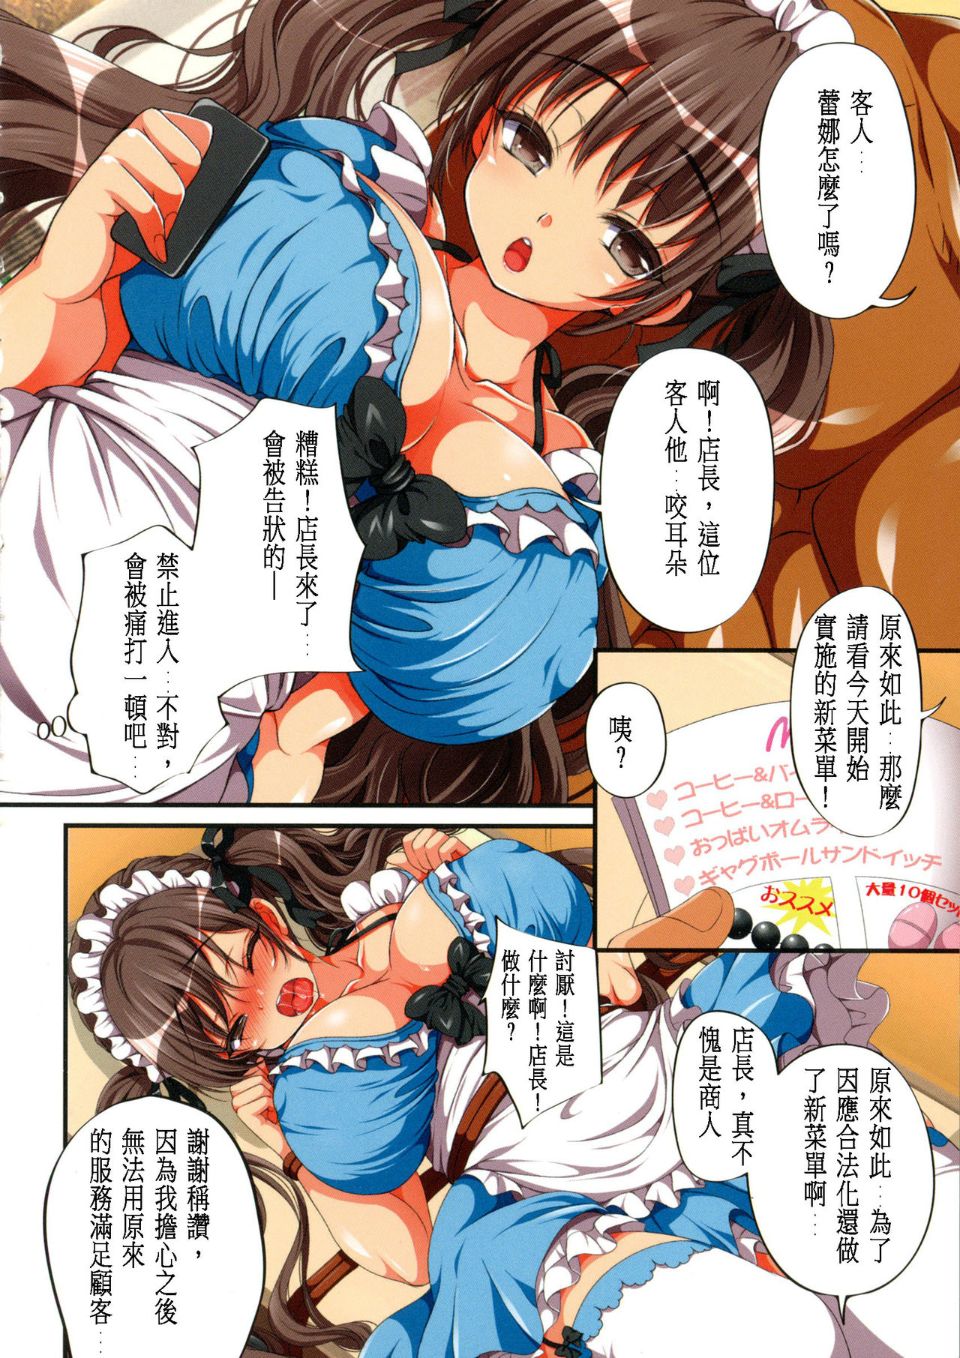 客人…
蕾娜怎麼了嗎？
啊！店長，這位
客人他…咬耳朵
糟糕！店長來了…
會被告狀的—
禁止進入…不對，
會被痛打一頓吧…
原來如此…那麼
請看今天開始
實施的新菜單！
咦？
コーヒー&バ
コーヒー&ロー
おっぱいオムラ
ギャグボールサンドイッチ
おススメ
大量10個セッ
原來如此…為了
因應合法化還做
了新菜單啊…
店長，真不
愧是商人
討厭！這是
什麼啊！店長！
做什麼？
謝謝稱讚，
因為我擔心之後
無法用原來
的服務滿足顧客…